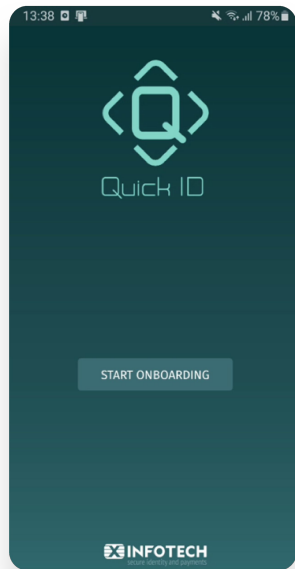 13:38 78%
Quick ID
START ONBOARDING
X INFOTECH
secure identity and payments